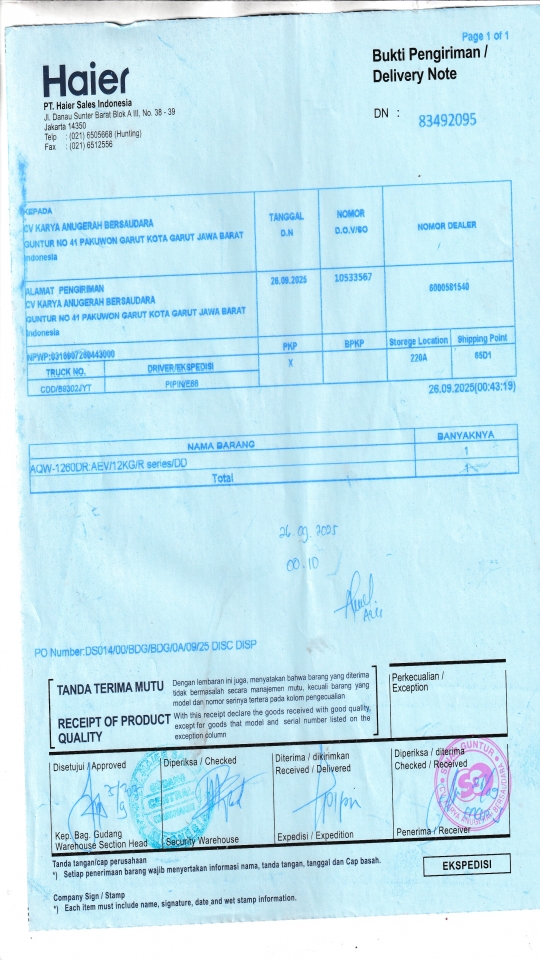 Page 1 of 1
Haier
Bukti Pengiriman /
Delivery Note
PT. Haier Sales Indonesia
Jl. Danau Sunter Barat Blok A III, No. 38 - 39
Jakarta 14350
Telp : (021) 6505668 (Hunting)
Fax : (021) 6512556
DN : 83492095
KEPADA
CV KARYA ANUGERAH BERSAUDARA
GUNTUR NO 41 PAKUWON GARUT KOTA GARUT JAWA BARAT
Indonesia
TANGGAL
D.N
NOMOR
D.O.V/SO
NOMOR DEALER
ALAMAT PENGIRIMAN
CV KARYA ANUGERAH BERSAUDARA
GUNTUR NO 41 PAKUWON GARUT KOTA GARUT JAWA BARAT
Indonesia
26.09.2025
10533567
PKP
BPKP
Storege Location
Shipping Point
X
220A
65D1
TRUCK NO.
DRIVER/EKSPEDISI
PIPIN/E86
26.09.2025(00:43:19)
NAMA BARANG
BANYAKNYA
AQW-1260DR:AEV/12KG/R series/DD
1
Total
1
26.09.2025
00.10
PO Number:DS014/00/BDG/BDG/0A/09/25 DISC DISP
TANDA TERIMA MUTU
Dengan lembaran ini juga, menyatakan bahwa barang yang diterima
tidak bermasalah secara manajemen mutu, kecuali barang yang
model dan nomor serinya tertera pada kolom pengecualian
RECEIPT OF PRODUCT
QUALITY
With this receipt declare the goods received with good quality,
except for goods that model and serial number listed on the
exception column
Perkecualian /
Exception
Disetujui / Approved
Diperiksa / Checked
Diterima / dikirimkan
Received / Delivered
Diperiksa / diterima
Checked / Received
Kep. Bag. Gudang
Warehouse Section Head
Security Warehouse
Expedisi / Expedition
Penerima / Receiver
Tanda tangan/cap perusahaan
*) Setiap penerimaan barang wajib menyertakan informasi nama, tanda tangan, tanggal dan Cap basah.
EKSPEDISI
Company Sign / Stamp
*) Each item must include name, signature, date and wet stamp information.